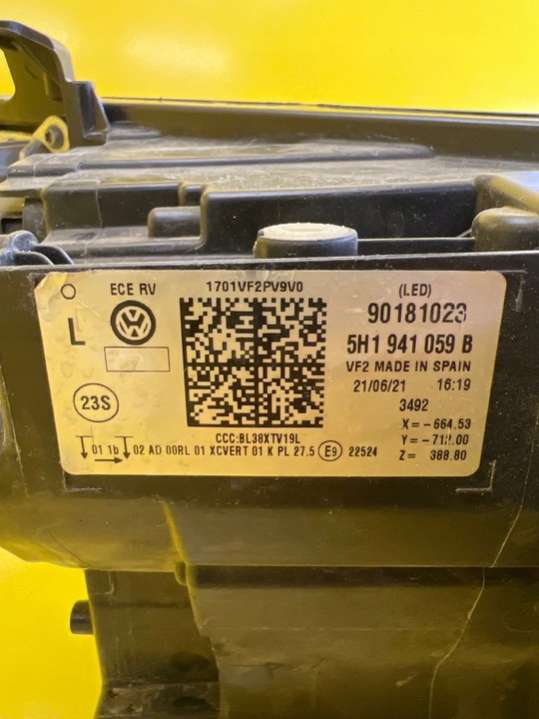 ECE RV
1701VF2PV9V0
(LED)
L
90181023
5H1 941 059 B
VF2 MADE IN SPAIN
21/06/21 16:19
23S
3492
CCC:BL38XTV19L
X= -664.53
01 1b 02 AD 00RL 01 XCVERT 01 K PL 27.5 E9 22524
Z= 388.80